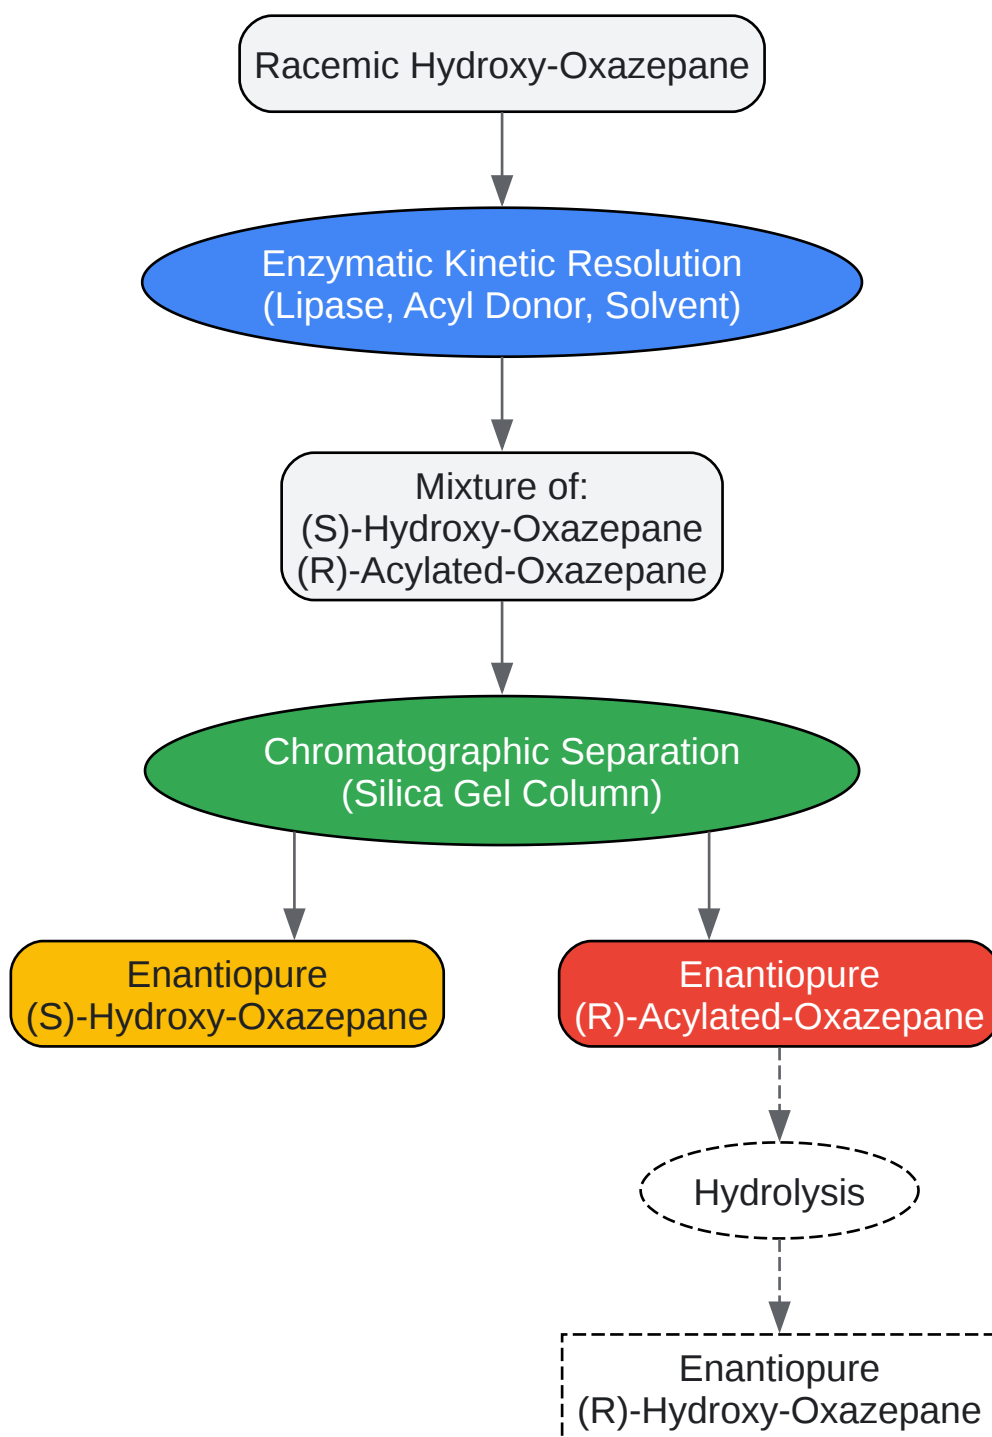 Racemic Hydroxy-Oxazepane
Enzymatic Kinetic Resolution
(Lipase, Acyl Donor, Solvent)
Mixture of:
(S)-Hydroxy-Oxazepane
(R)-Acylated-Oxazepane
Chromatographic Separation
(Silica Gel Column)
Enantiopure
(S)-Hydroxy-Oxazepane
Enantiopure
(R)-Acylated-Oxazepane
Hydrolysis
Enantiopure
(R)-Hydroxy-Oxazepane